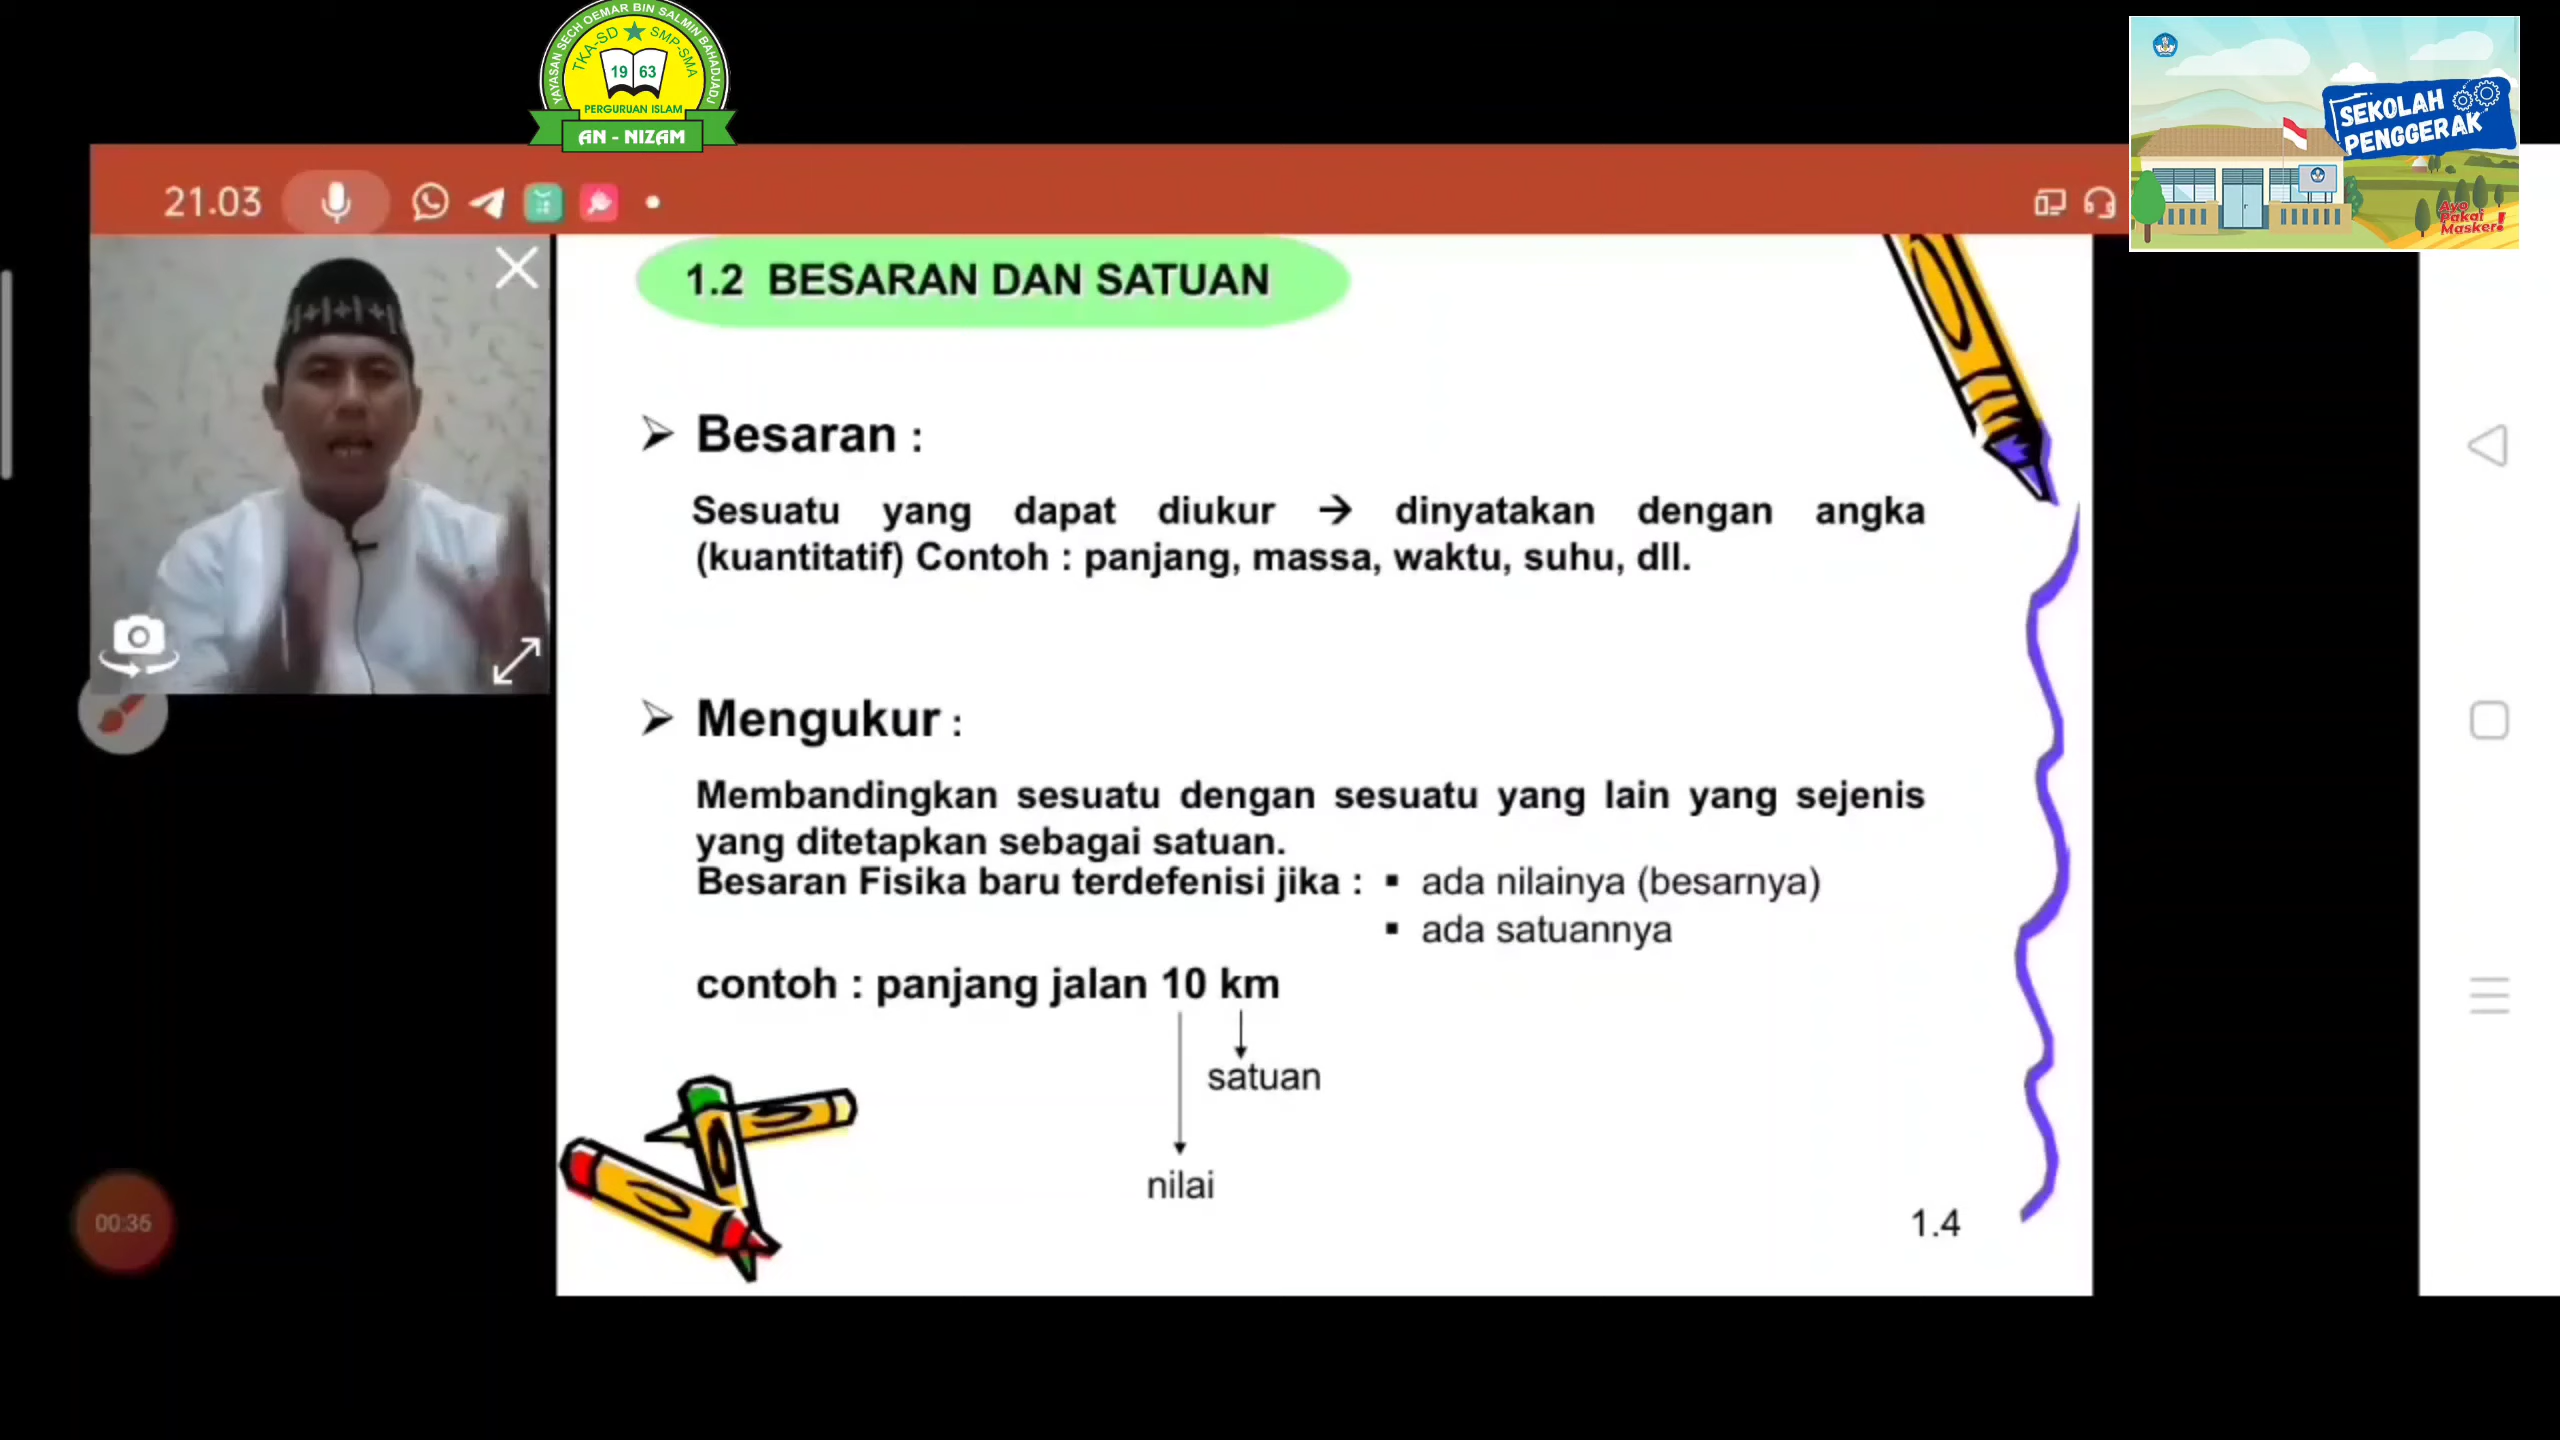 YAYASAN SECH OEMAR BIN SALMIN BAHADJADJ
TKA-SD SMP-SMA
19 63
PERGURUAN ISLAM
AN - NIZAM
SEKOLAH
PENGGERAK
Ayo
Pakai
Masker!
21.03
1.2 BESARAN DAN SATUAN
➢ Besaran :
Sesuatu yang dapat diukur → dinyatakan dengan angka
(kuantitatif) Contoh : panjang, massa, waktu, suhu, dll.
➢ Mengukur :
Membandingkan sesuatu dengan sesuatu yang lain yang sejenis
yang ditetapkan sebagai satuan.
Besaran Fisika baru terdefenisi jika : ▪ ada nilainya (besarnya)
▪ ada satuannya
contoh : panjang jalan 10 km
satuan
nilai
00:36
1.4